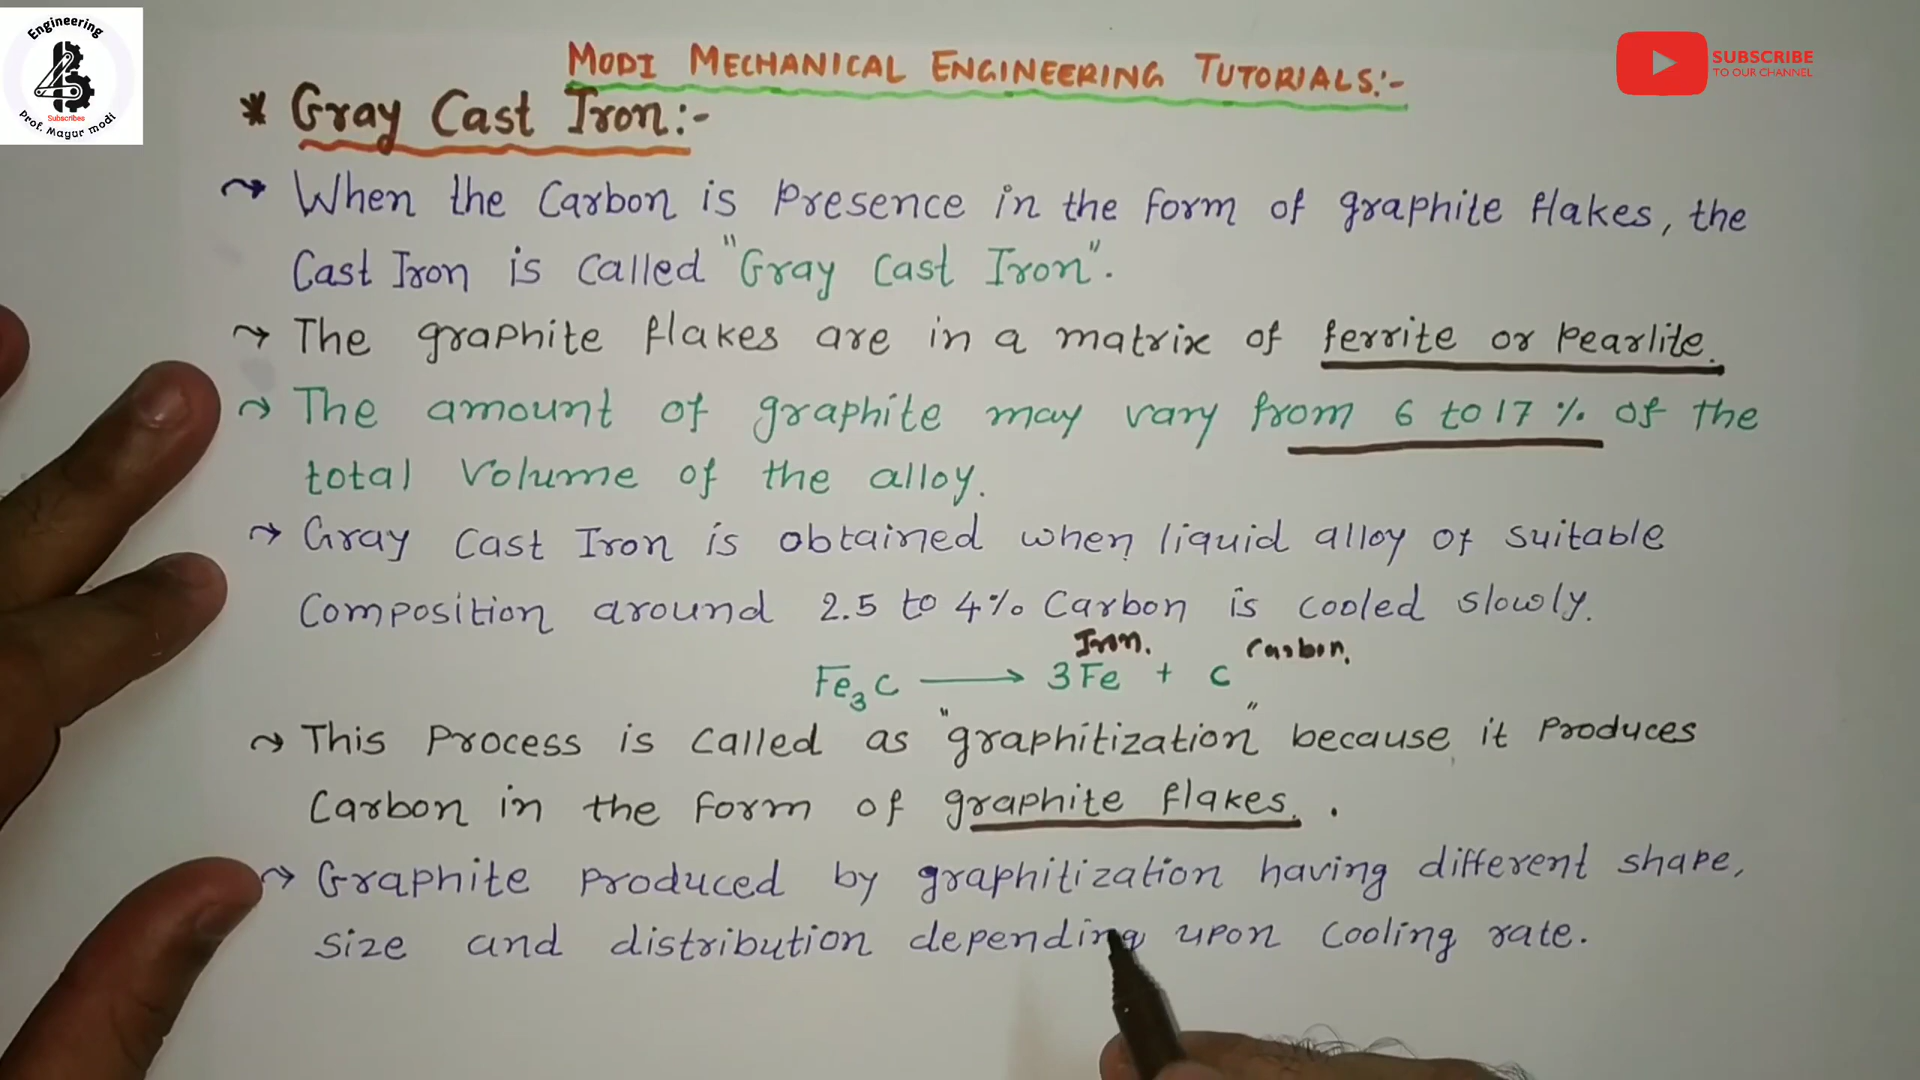 Engineering
Subscribes
Prof. Mayur modi
MODI MECHANICAL ENGINEERING TUTORIALS:-
SUBSCRIBE
TO OUR CHANNEL
* Gray Cast Iron:-
⤳ When the Carbon is presence in the form of graphite flakes, the
Cast Iron is called "Gray Cast Iron".
⤳ The graphite flakes are in a matrix of ferrite or pearlite.
⤳ The amount of graphite may vary from 6 to 17 % of the
total volume of the alloy.
⤳ Gray Cast Iron is obtained when liquid alloy of suitable
Composition around 2.5 to 4% Carbon is cooled slowly.
Iron. Carbon.
Fe₃C ⟶ 3Fe + C
⤳ This Process is called as "graphitization" because it produces
Carbon in the form of graphite flakes. .
⤳ Graphite produced by graphitization having different shape,
size and distribution depending upon cooling rate.